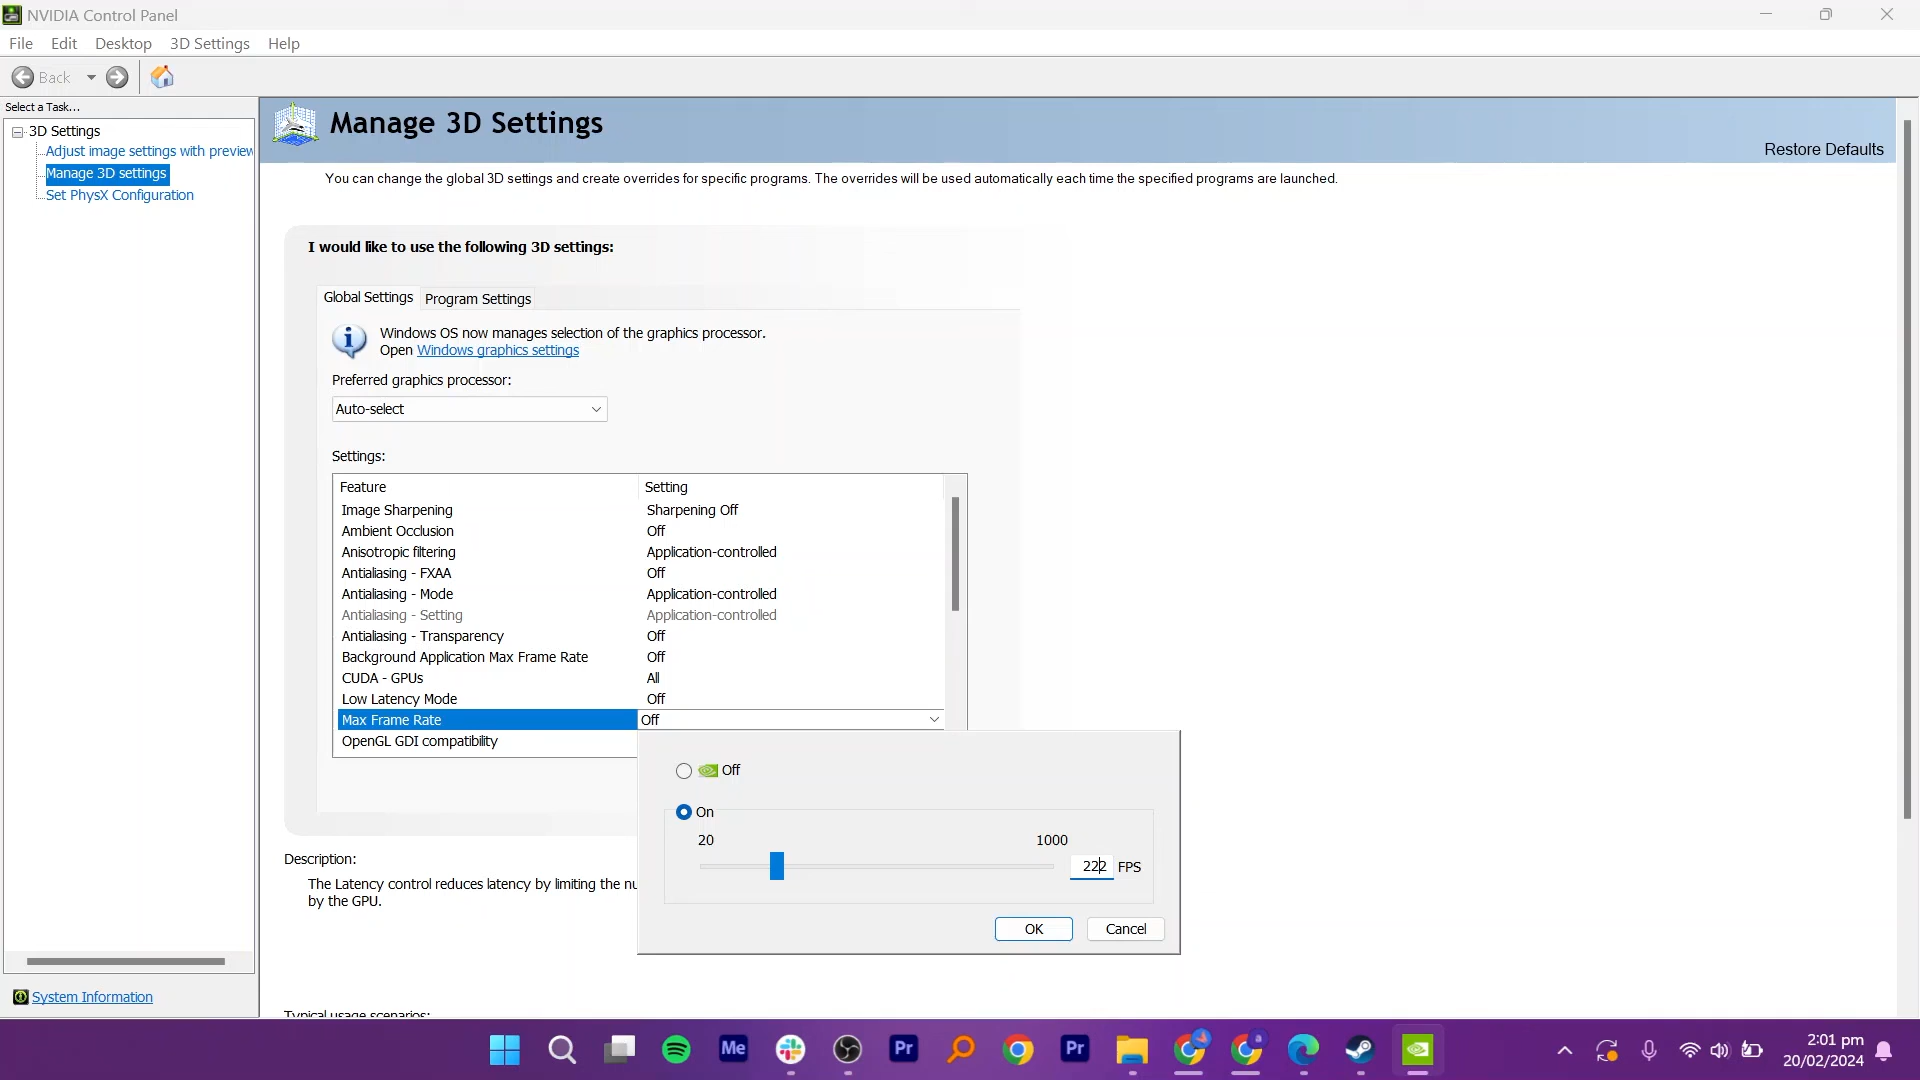 NVIDIA Control Panel
File Edit Desktop 3D Settings Help
Back
Select a Task...
3D Settings
Adjust image settings with preview
Manage 3D settings
Set PhysX Configuration
System Information
Manage 3D Settings
Restore Defaults
You can change the global 3D settings and create overrides for specific programs. The overrides will be used automatically each time the specified programs are launched.
I would like to use the following 3D settings:
Global Settings Program Settings
Windows OS now manages selection of the graphics processor.
Open Windows graphics settings
Preferred graphics processor:
Auto-select
Settings:
Feature Setting
Image Sharpening Sharpening Off
Ambient Occlusion Off
Anisotropic filtering Application-controlled
Antialiasing - FXAA Off
Antialiasing - Mode Application-controlled
Antialiasing - Setting Application-controlled
Antialiasing - Transparency Off
Background Application Max Frame Rate Off
CUDA - GPUs All
Low Latency Mode Off
Max Frame Rate Off
OpenGL GDI compatibility
Off
On
20 1000
222 FPS
OK Cancel
Description:
The Latency control reduces latency by limiting the nu
by the GPU.
Typical usage scenarios:
Me Pr Pr
2:01 pm
20/02/2024